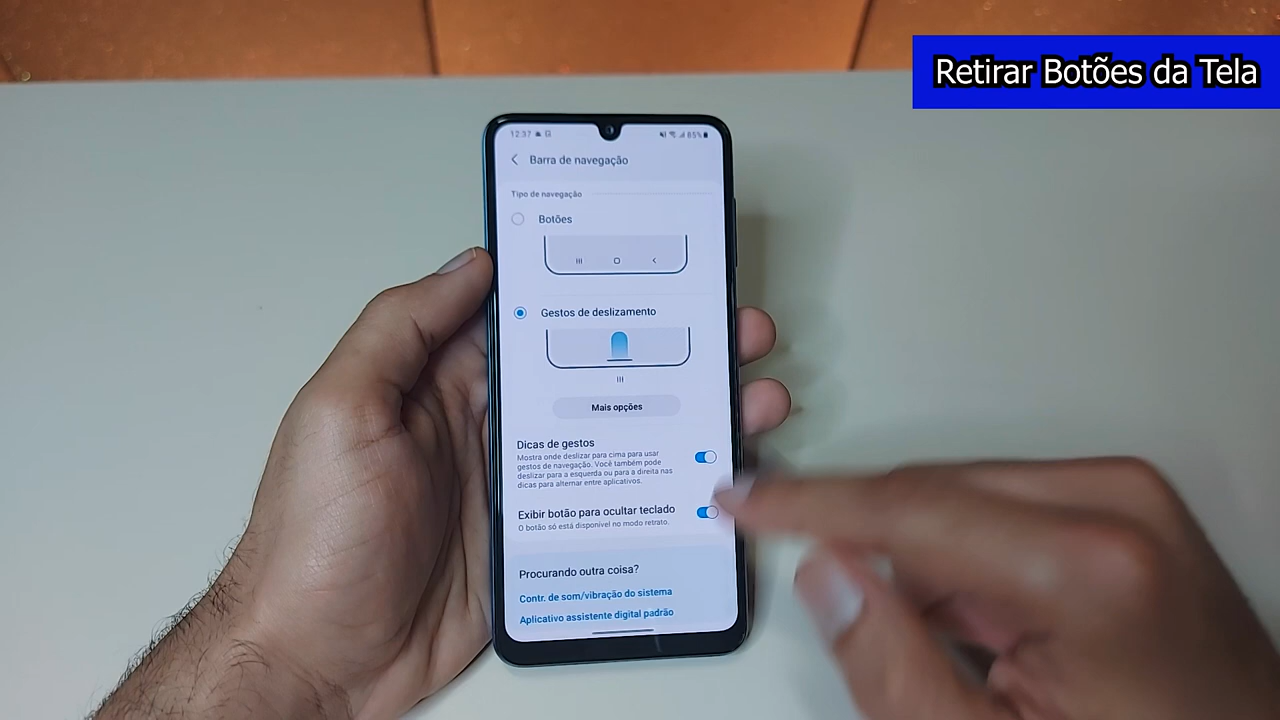 Retirar Botões da Tela
12:37
85%
Barra de navegação
Tipo de navegação
Botões
Gestos de deslizamento
Mais opções
Dicas de gestos
Mostra onde deslizar para cima para usar
gestos de navegação. Você também pode
deslizar para a esquerda ou para a direita nas
dicas para alternar entre aplicativos.
Exibir botão para ocultar teclado
O botão só está disponível no modo retrato.
Procurando outra coisa?
Contr. de som/vibração do sistema
Aplicativo assistente digital padrão